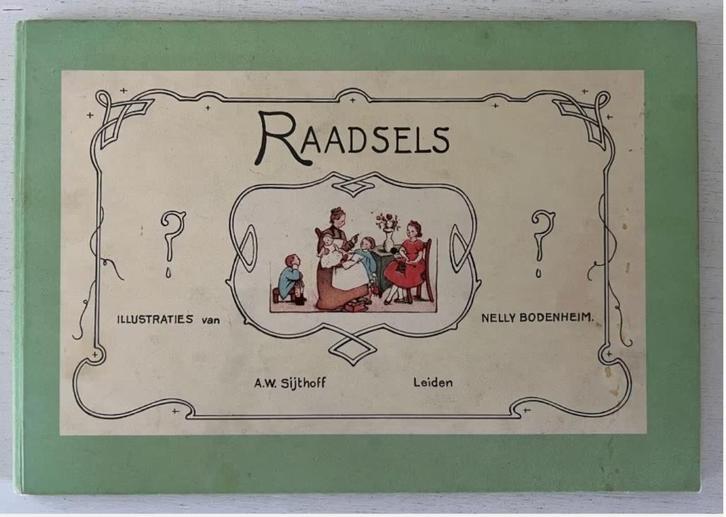 RAADSELS
? ?
ILLUSTRATIES van NELLY BODENHEIM.
A.W. Sijthoff Leiden